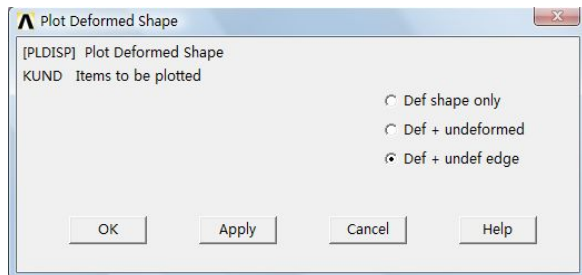 Plot Deformed Shape
[PLDISP] Plot Deformed Shape
KUND Items to be plotted
Def shape only
Def + undeformed
Def + undef edge
OK Apply Cancel Help